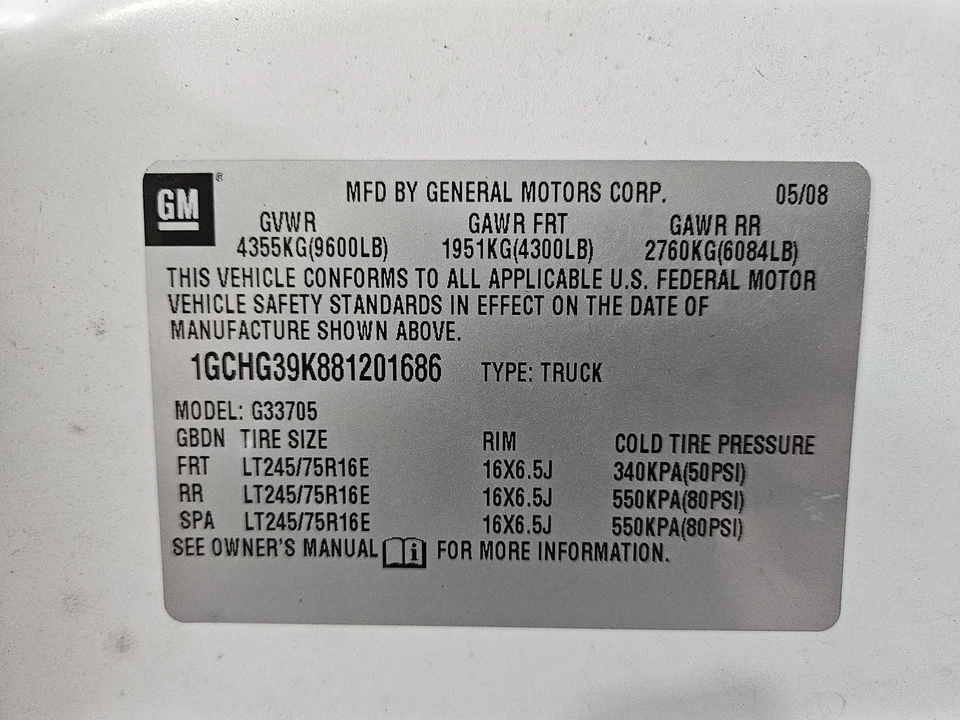 GM ® MFD BY GENERAL MOTORS CORP. 05/08
GVWR GAWR FRT GAWR RR
4355KG(9600LB) 1951KG(4300LB) 2760KG(6084LB)
THIS VEHICLE CONFORMS TO ALL APPLICABLE U.S. FEDERAL MOTOR
VEHICLE SAFETY STANDARDS IN EFFECT ON THE DATE OF
MANUFACTURE SHOWN ABOVE.
1GCHG39K881201686 TYPE: TRUCK
MODEL: G33705
GBDN TIRE SIZE RIM COLD TIRE PRESSURE
FRT LT245/75R16E 16X6.5J 340KPA(50PSI)
RR LT245/75R16E 16X6.5J 550KPA(80PSI)
SPA LT245/75R16E 16X6.5J 550KPA(80PSI)
SEE OWNER'S MANUAL i FOR MORE INFORMATION.